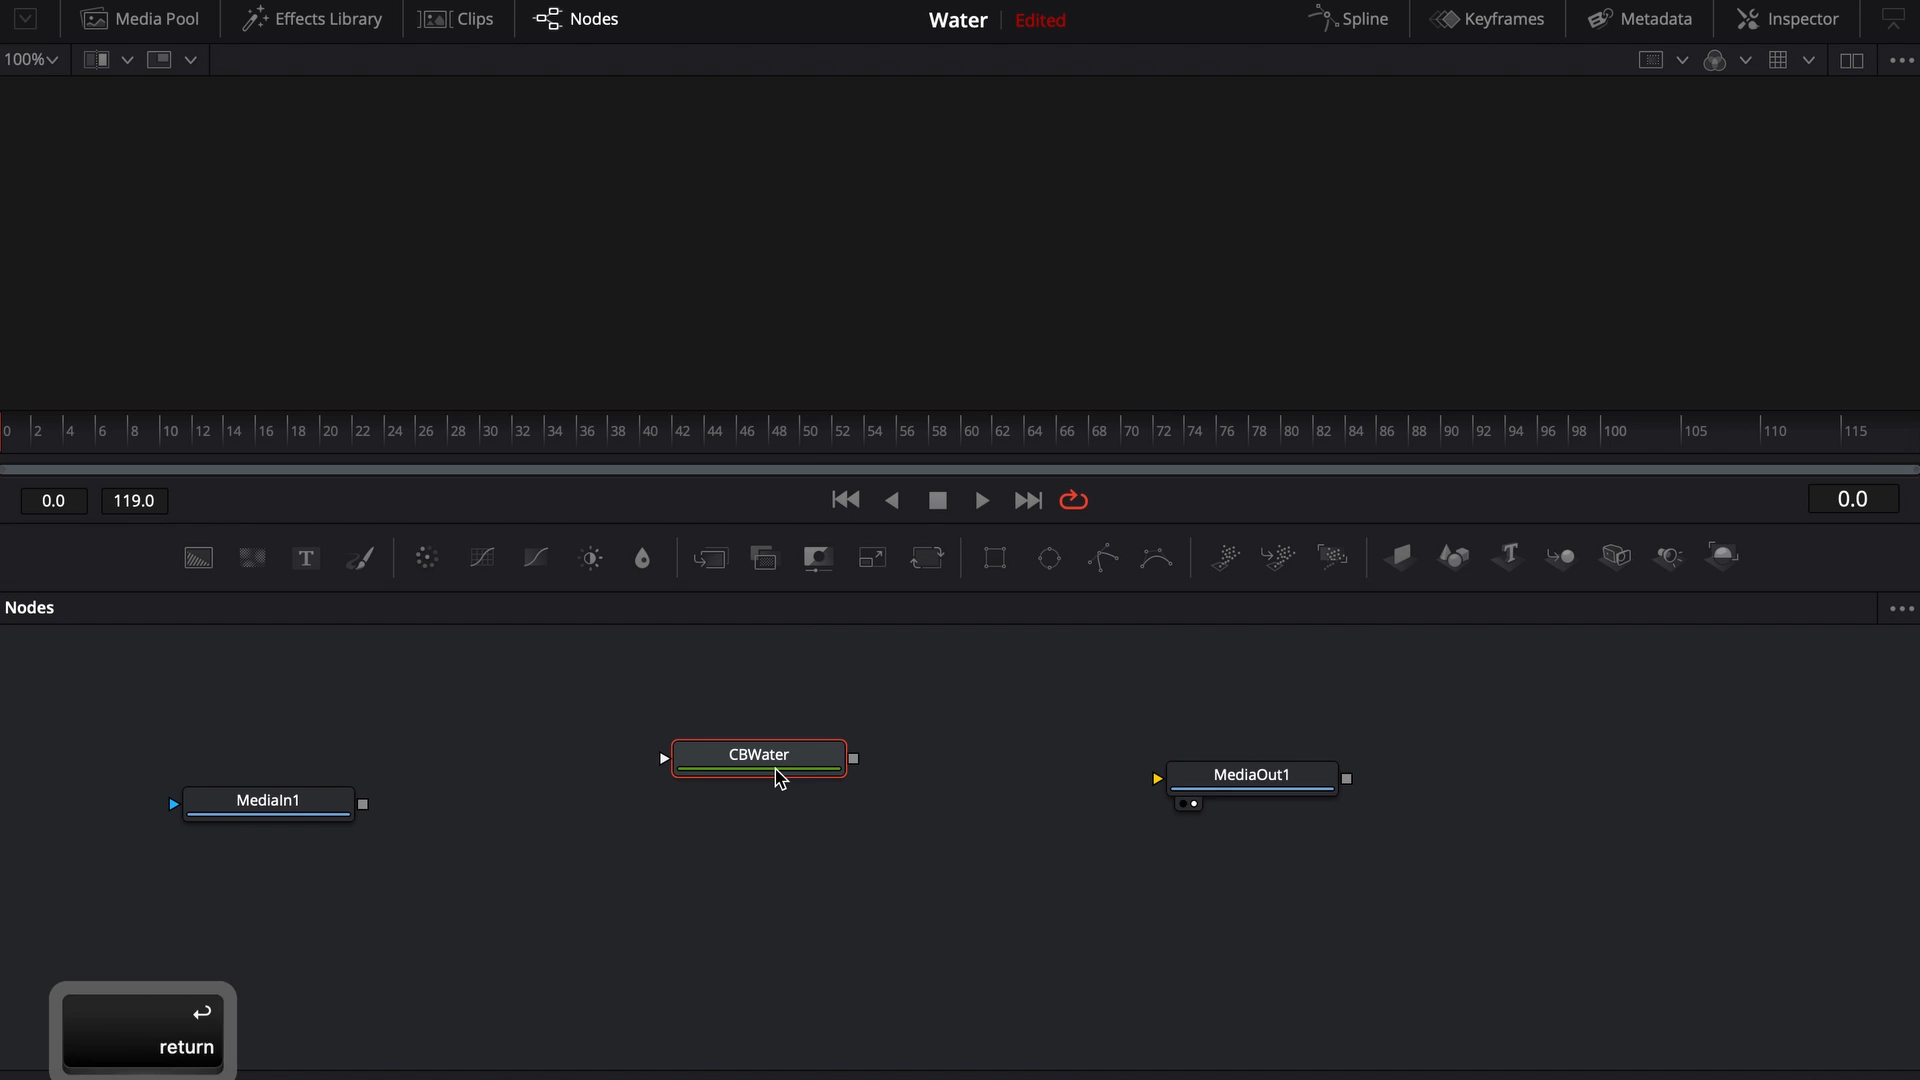 Media Pool
Effects Library
Clips
Nodes
Water
Edited
Spline
Keyframes
Metadata
Inspector
100%
0 2 4 6 8 10 12 14 16 18 20 22 24 26 28 30 32 34 36 38 40 42 44 46 48 50 52 54 56 58 60 62 64 66 68 70 72 74 76 78 80 82 84 86 88 90 92 94 96 98 100 105 110 115
0.0
119.0
0.0
T
T
Nodes
CBWater
MediaOut1
MediaIn1
return